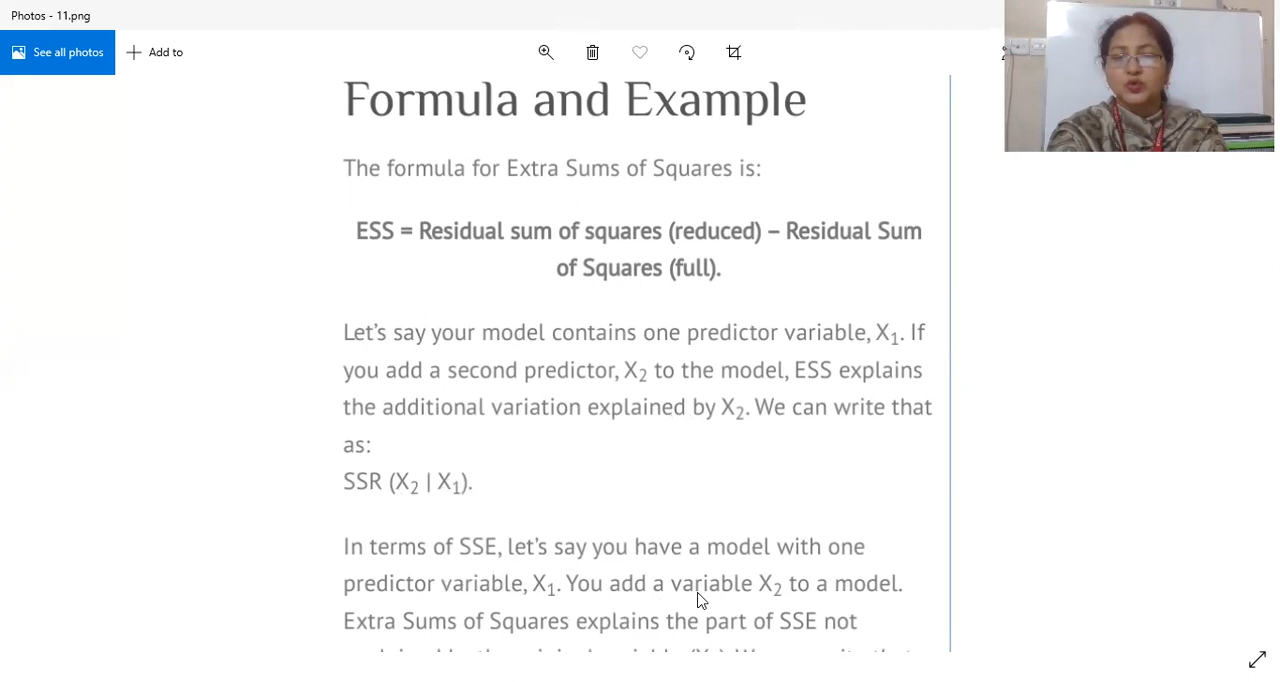 Photos - 11.png
See all photos
Add to
Formula and Example
The formula for Extra Sums of Squares is:
ESS = Residual sum of squares (reduced) – Residual Sum
of Squares (full).
Let's say your model contains one predictor variable, X₁. If
you add a second predictor, X₂ to the model, ESS explains
the additional variation explained by X₂. We can write that
as:
SSR (X₂ | X₁).
In terms of SSE, let's say you have a model with one
predictor variable, X₁. You add a variable X₂ to a model.
Extra Sums of Squares explains the part of SSE not